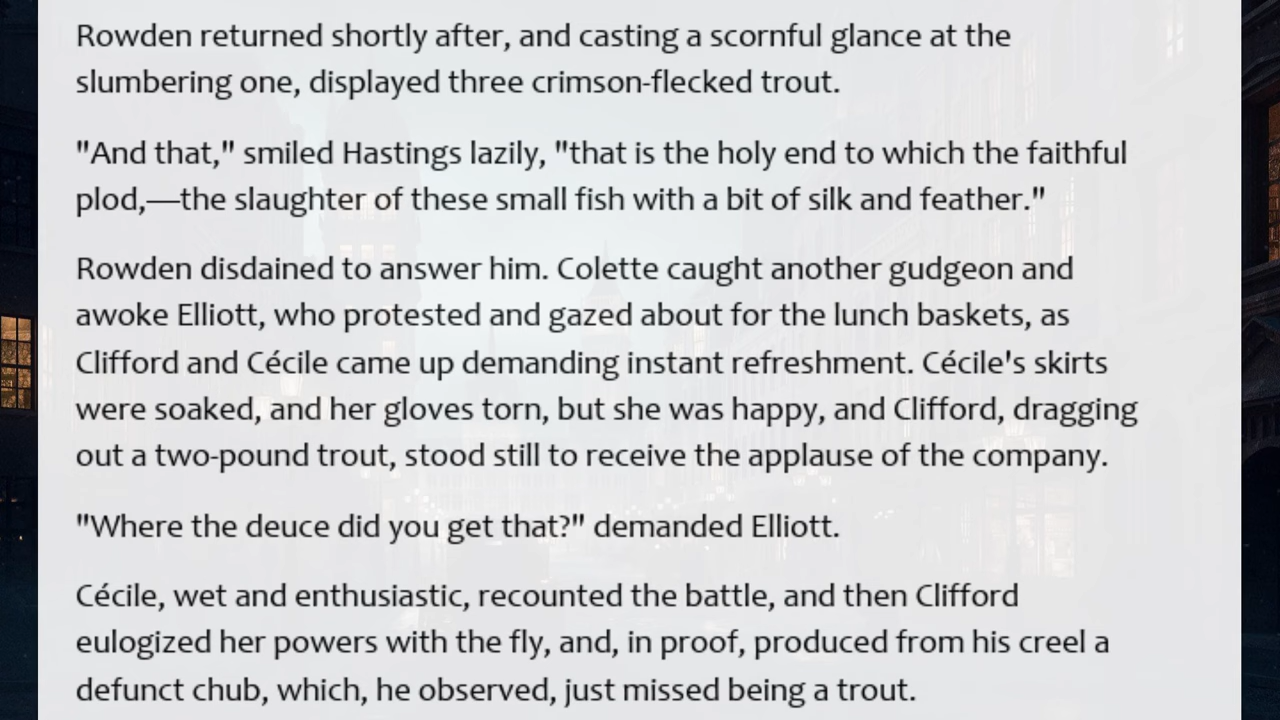 Rowden returned shortly after, and casting a scornful glance at the
slumbering one, displayed three crimson-flecked trout.
"And that," smiled Hastings lazily, "that is the holy end to which the faithful
plod,—the slaughter of these small fish with a bit of silk and feather."
Rowden disdained to answer him. Colette caught another gudgeon and
awoke Elliott, who protested and gazed about for the lunch baskets, as
Clifford and Cécile came up demanding instant refreshment. Cécile's skirts
were soaked, and her gloves torn, but she was happy, and Clifford, dragging
out a two-pound trout, stood still to receive the applause of the company.
"Where the deuce did you get that?" demanded Elliott.
Cécile, wet and enthusiastic, recounted the battle, and then Clifford
eulogized her powers with the fly, and, in proof, produced from his creel a
defunct chub, which, he observed, just missed being a trout.